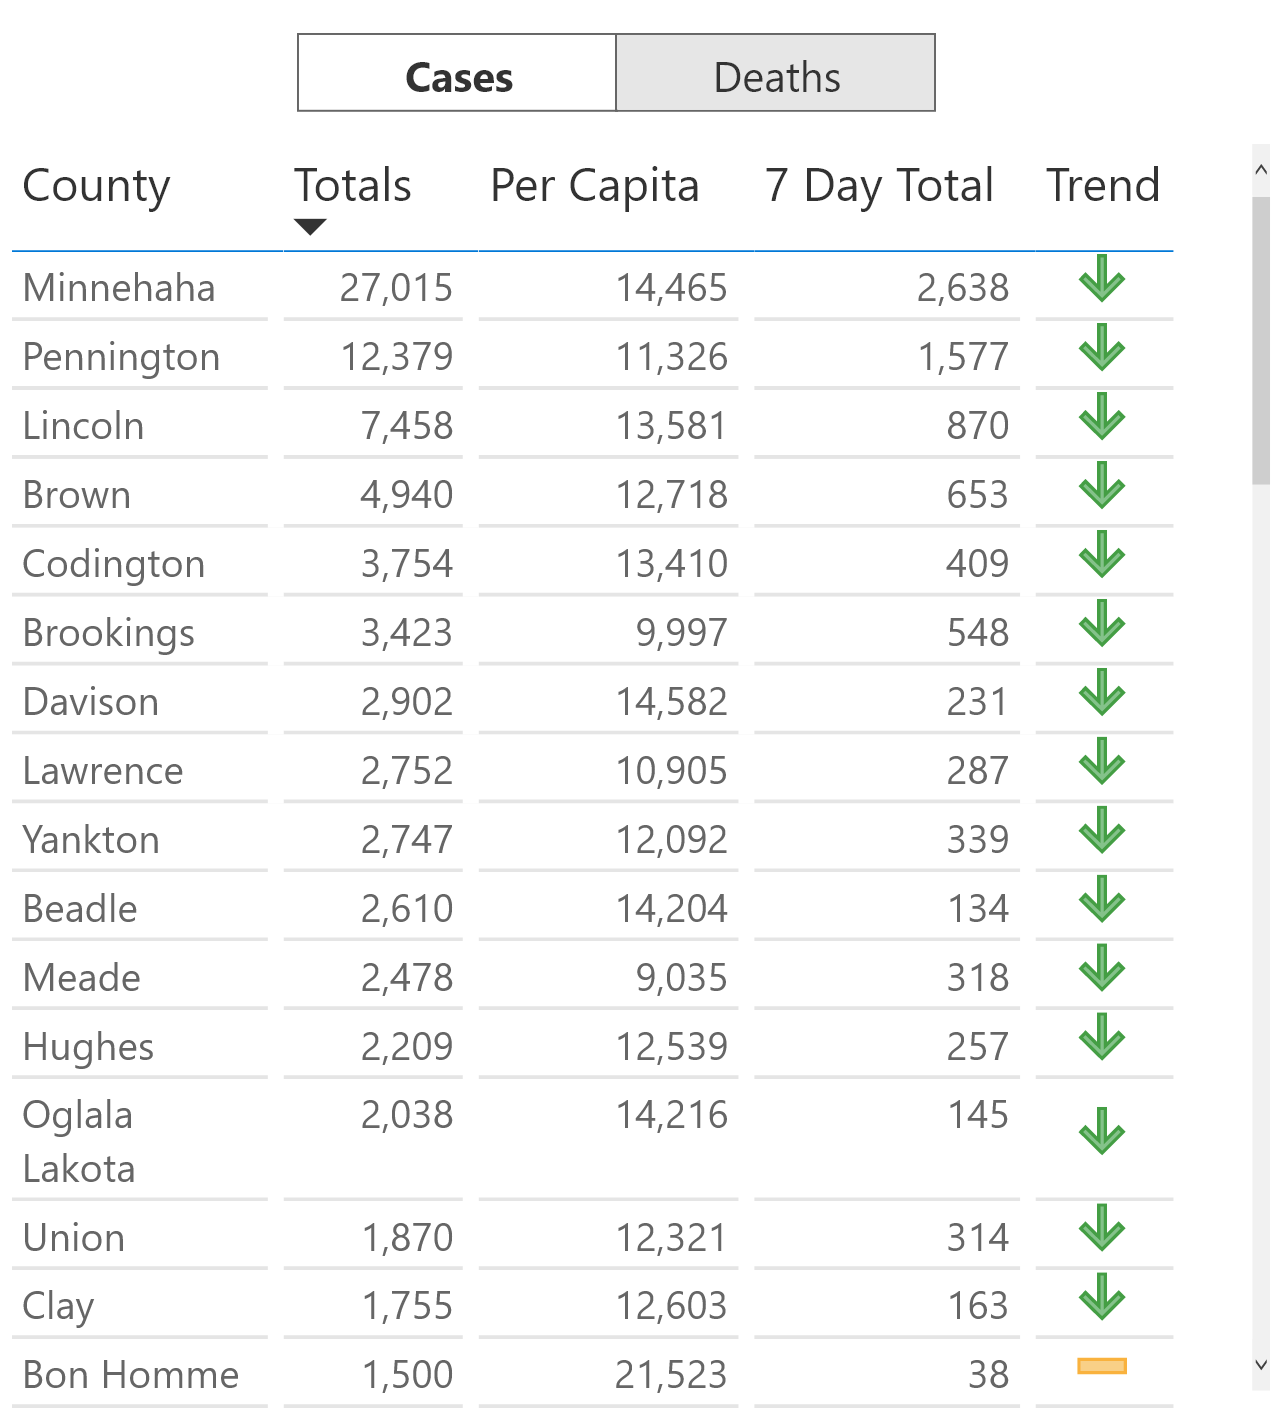 Cases Deaths
County Totals Per Capita 7 Day Total Trend
Minnehaha 27,015 14,465 2,638
Pennington 12,379 11,326 1,577
Lincoln 7,458 13,581 870
Brown 4,940 12,718 653
Codington 3,754 13,410 409
Brookings 3,423 9,997 548
Davison 2,902 14,582 231
Lawrence 2,752 10,905 287
Yankton 2,747 12,092 339
Beadle 2,610 14,204 134
Meade 2,478 9,035 318
Hughes 2,209 12,539 257
Oglala 2,038 14,216 145
Lakota
Union 1,870 12,321 314
Clay 1,755 12,603 163
Bon Homme 1,500 21,523 38